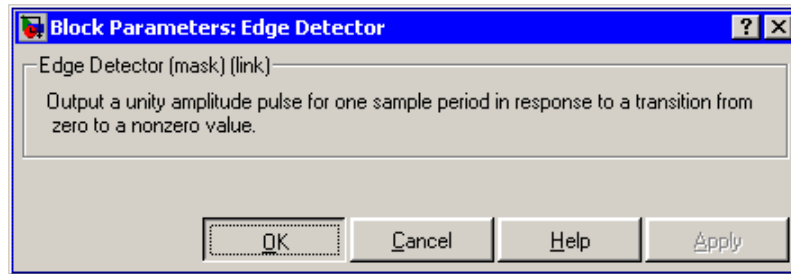 Block Parameters: Edge Detector
Edge Detector (mask) (link)
Output a unity amplitude pulse for one sample period in response to a transition from
zero to a nonzero value.
OK Cancel Help Apply